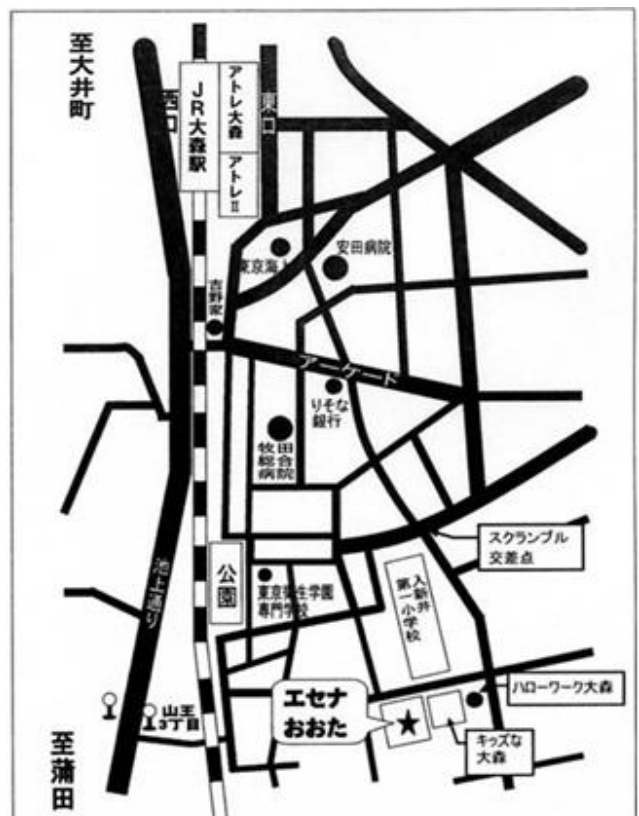 至大井町
西口
JR大森駅
アトレ大森
アトレⅡ
東口
東京海上
安田病院
吉野家
アーケード
りそな
銀行
牧田
総合
病院
スクランブル
交差点
池上通り
公園
東京衛生学園
専門学校
入新井
第一小学校
ハローワーク大森
エセナ
おおた
キッズな
大森
山王
3丁目
至蒲田